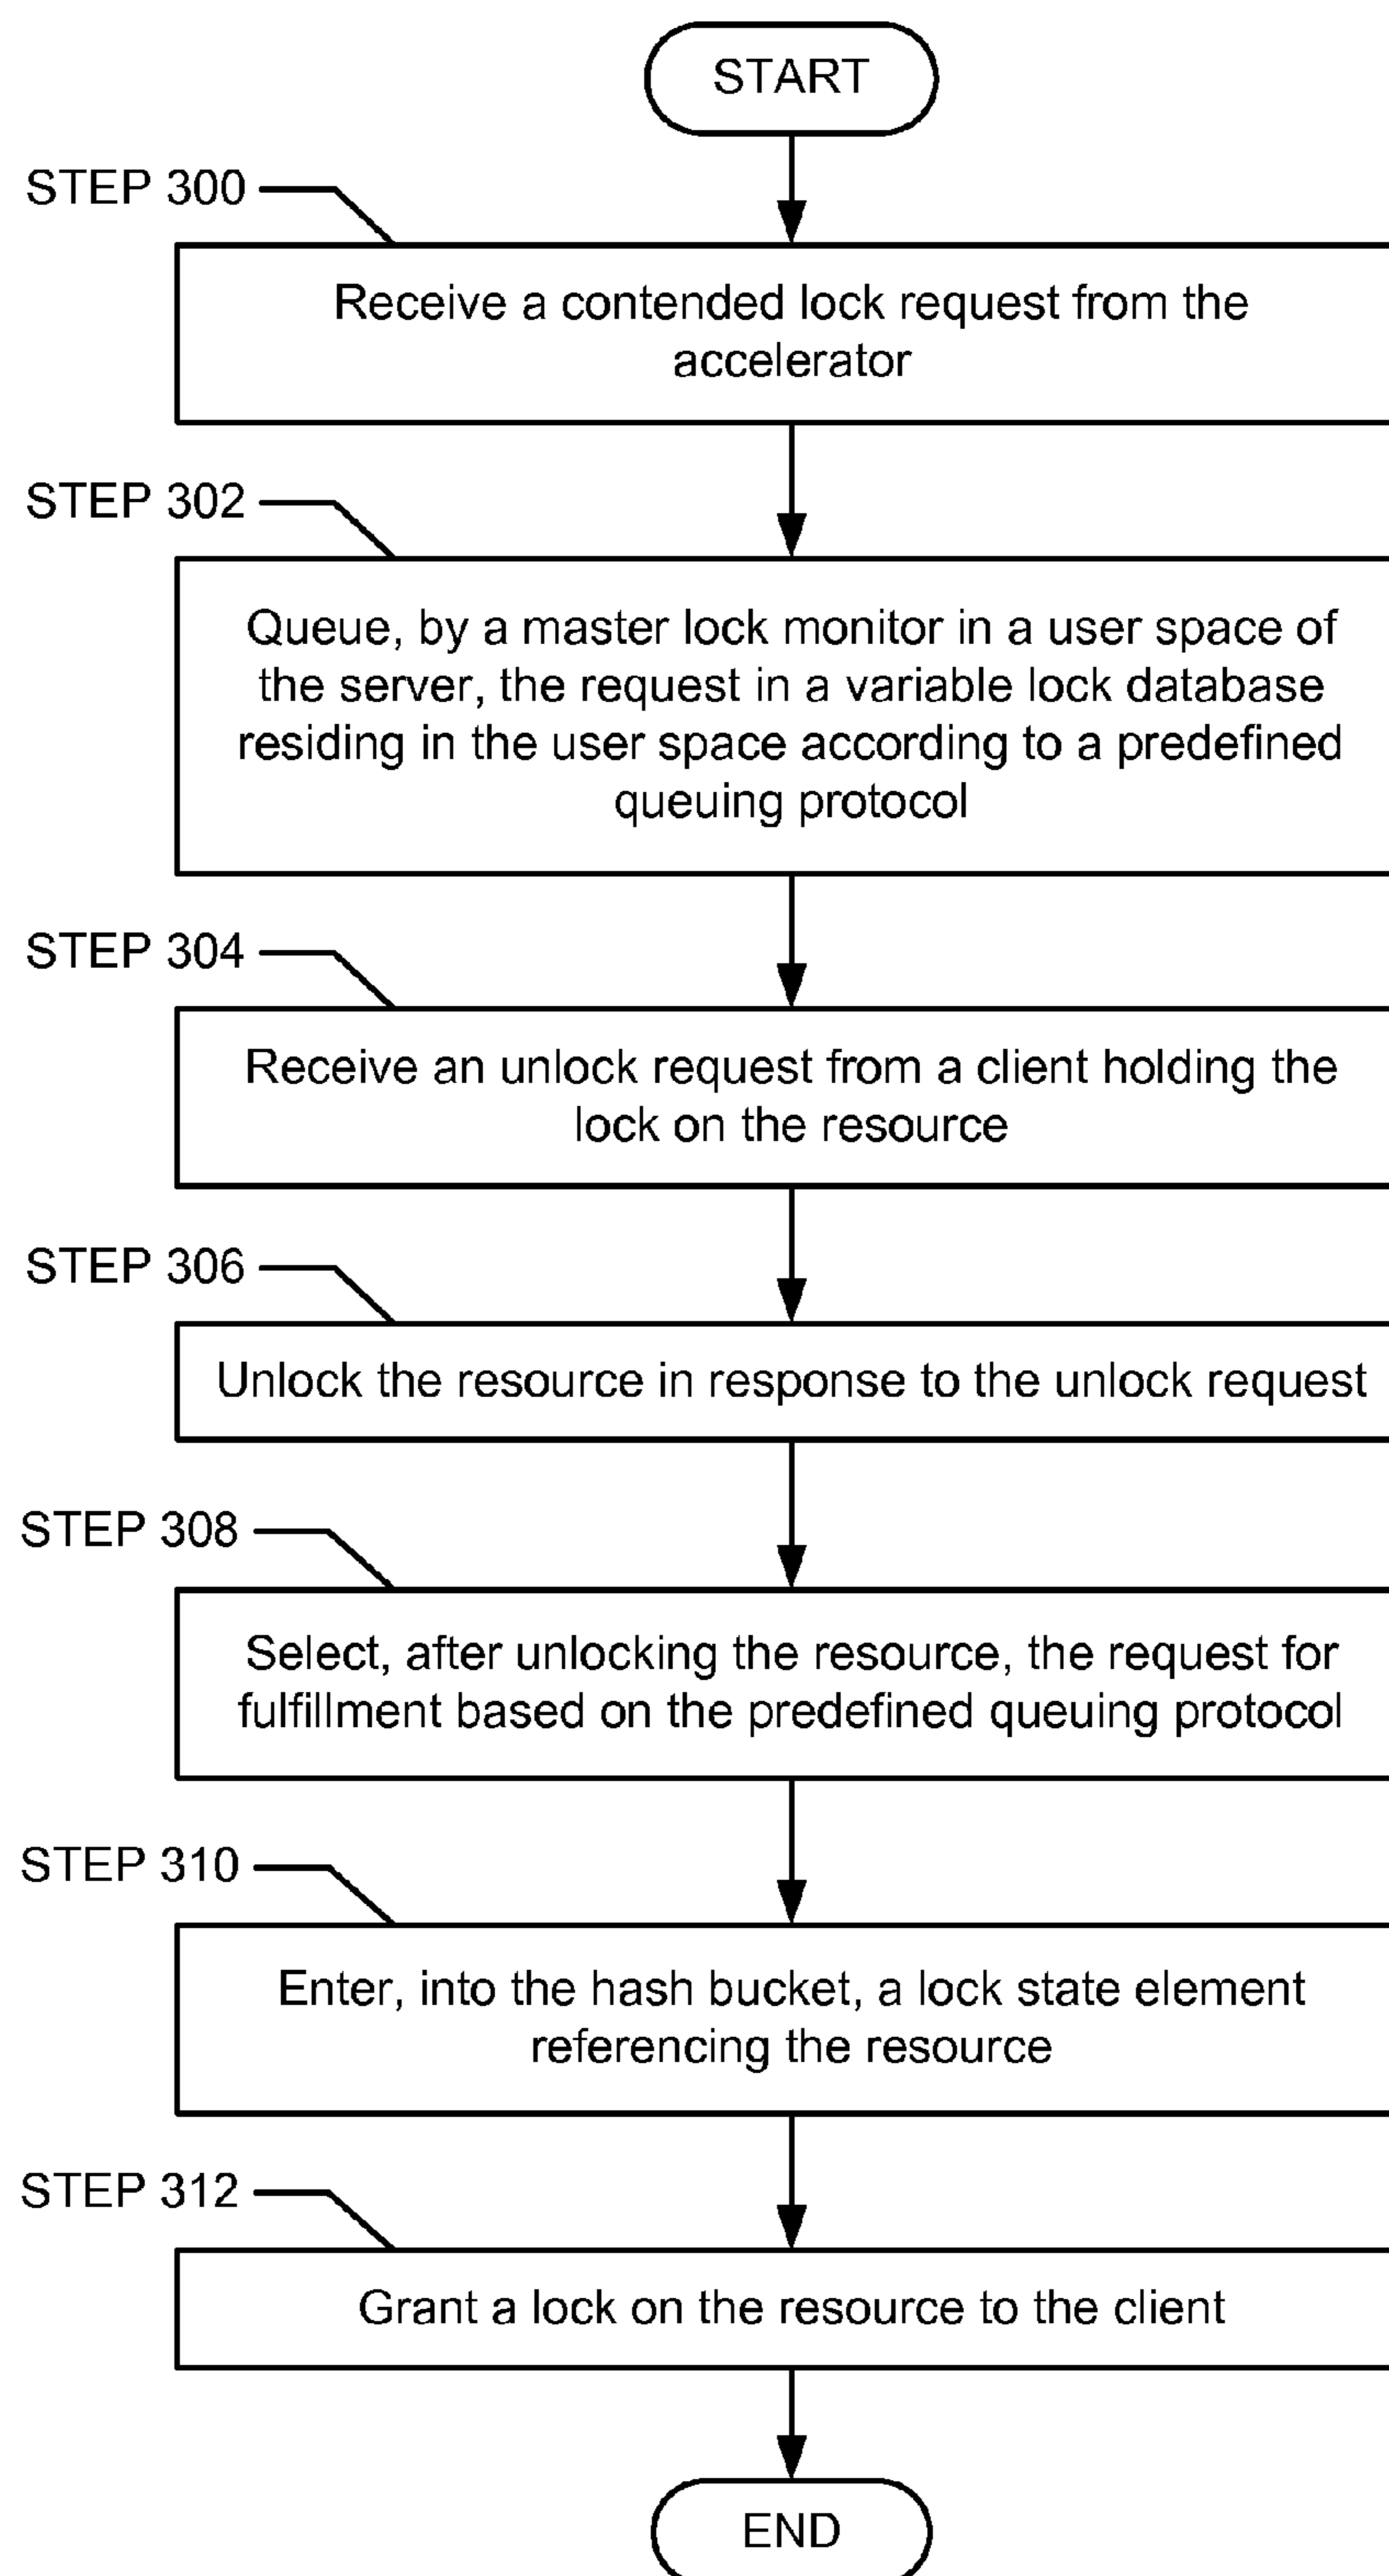 START
STEP 300
Receive a contended lock request from the
accelerator
STEP 302
Queue, by a master lock monitor in a user space of
the server, the request in a variable lock database
residing in the user space according to a predefined
queuing protocol
STEP 304
Receive an unlock request from a client holding the
lock on the resource
STEP 306
Unlock the resource in response to the unlock request
STEP 308
Select, after unlocking the resource, the request for
fulfillment based on the predefined queuing protocol
STEP 310
Enter, into the hash bucket, a lock state element
referencing the resource
STEP 312
Grant a lock on the resource to the client
END